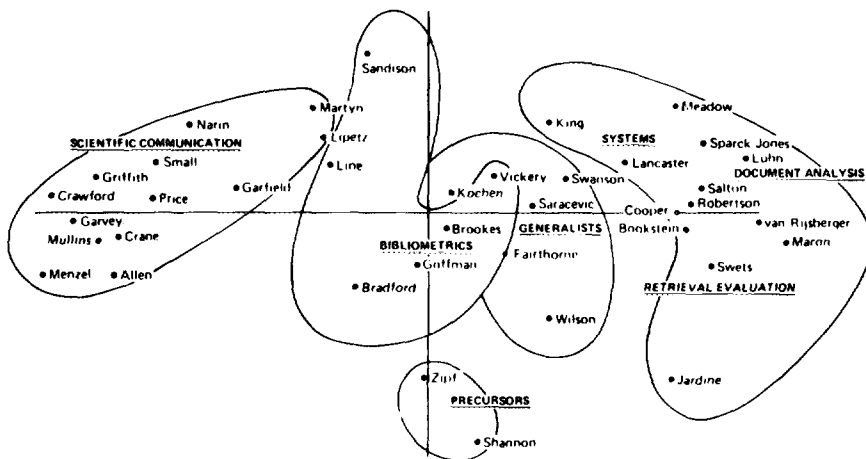 Sandison
Martyn
Meadow
Narin
King
SCIENTIFIC COMMUNICATION
Lipetz
SYSTEMS
Sparck Jones
Small
Line
Lancaster
Luhn
DOCUMENT ANALYSIS
Griffith
Vickery
Swanson
Crawford
Price
Garfield
Kochen
Salton
Saracevic
Robertson
Cooper
Garvey
Brookes
GENERALISTS
Bookstein
van Rijsberger
Mullins
Crane
BIBLIOMETRICS
Maron
Menzel
Allen
Goffman
Fairthorne
Swets
Bradford
RETRIEVAL EVALUATION
Wilson
Zipf
Jardine
PRECURSORS
Shannon